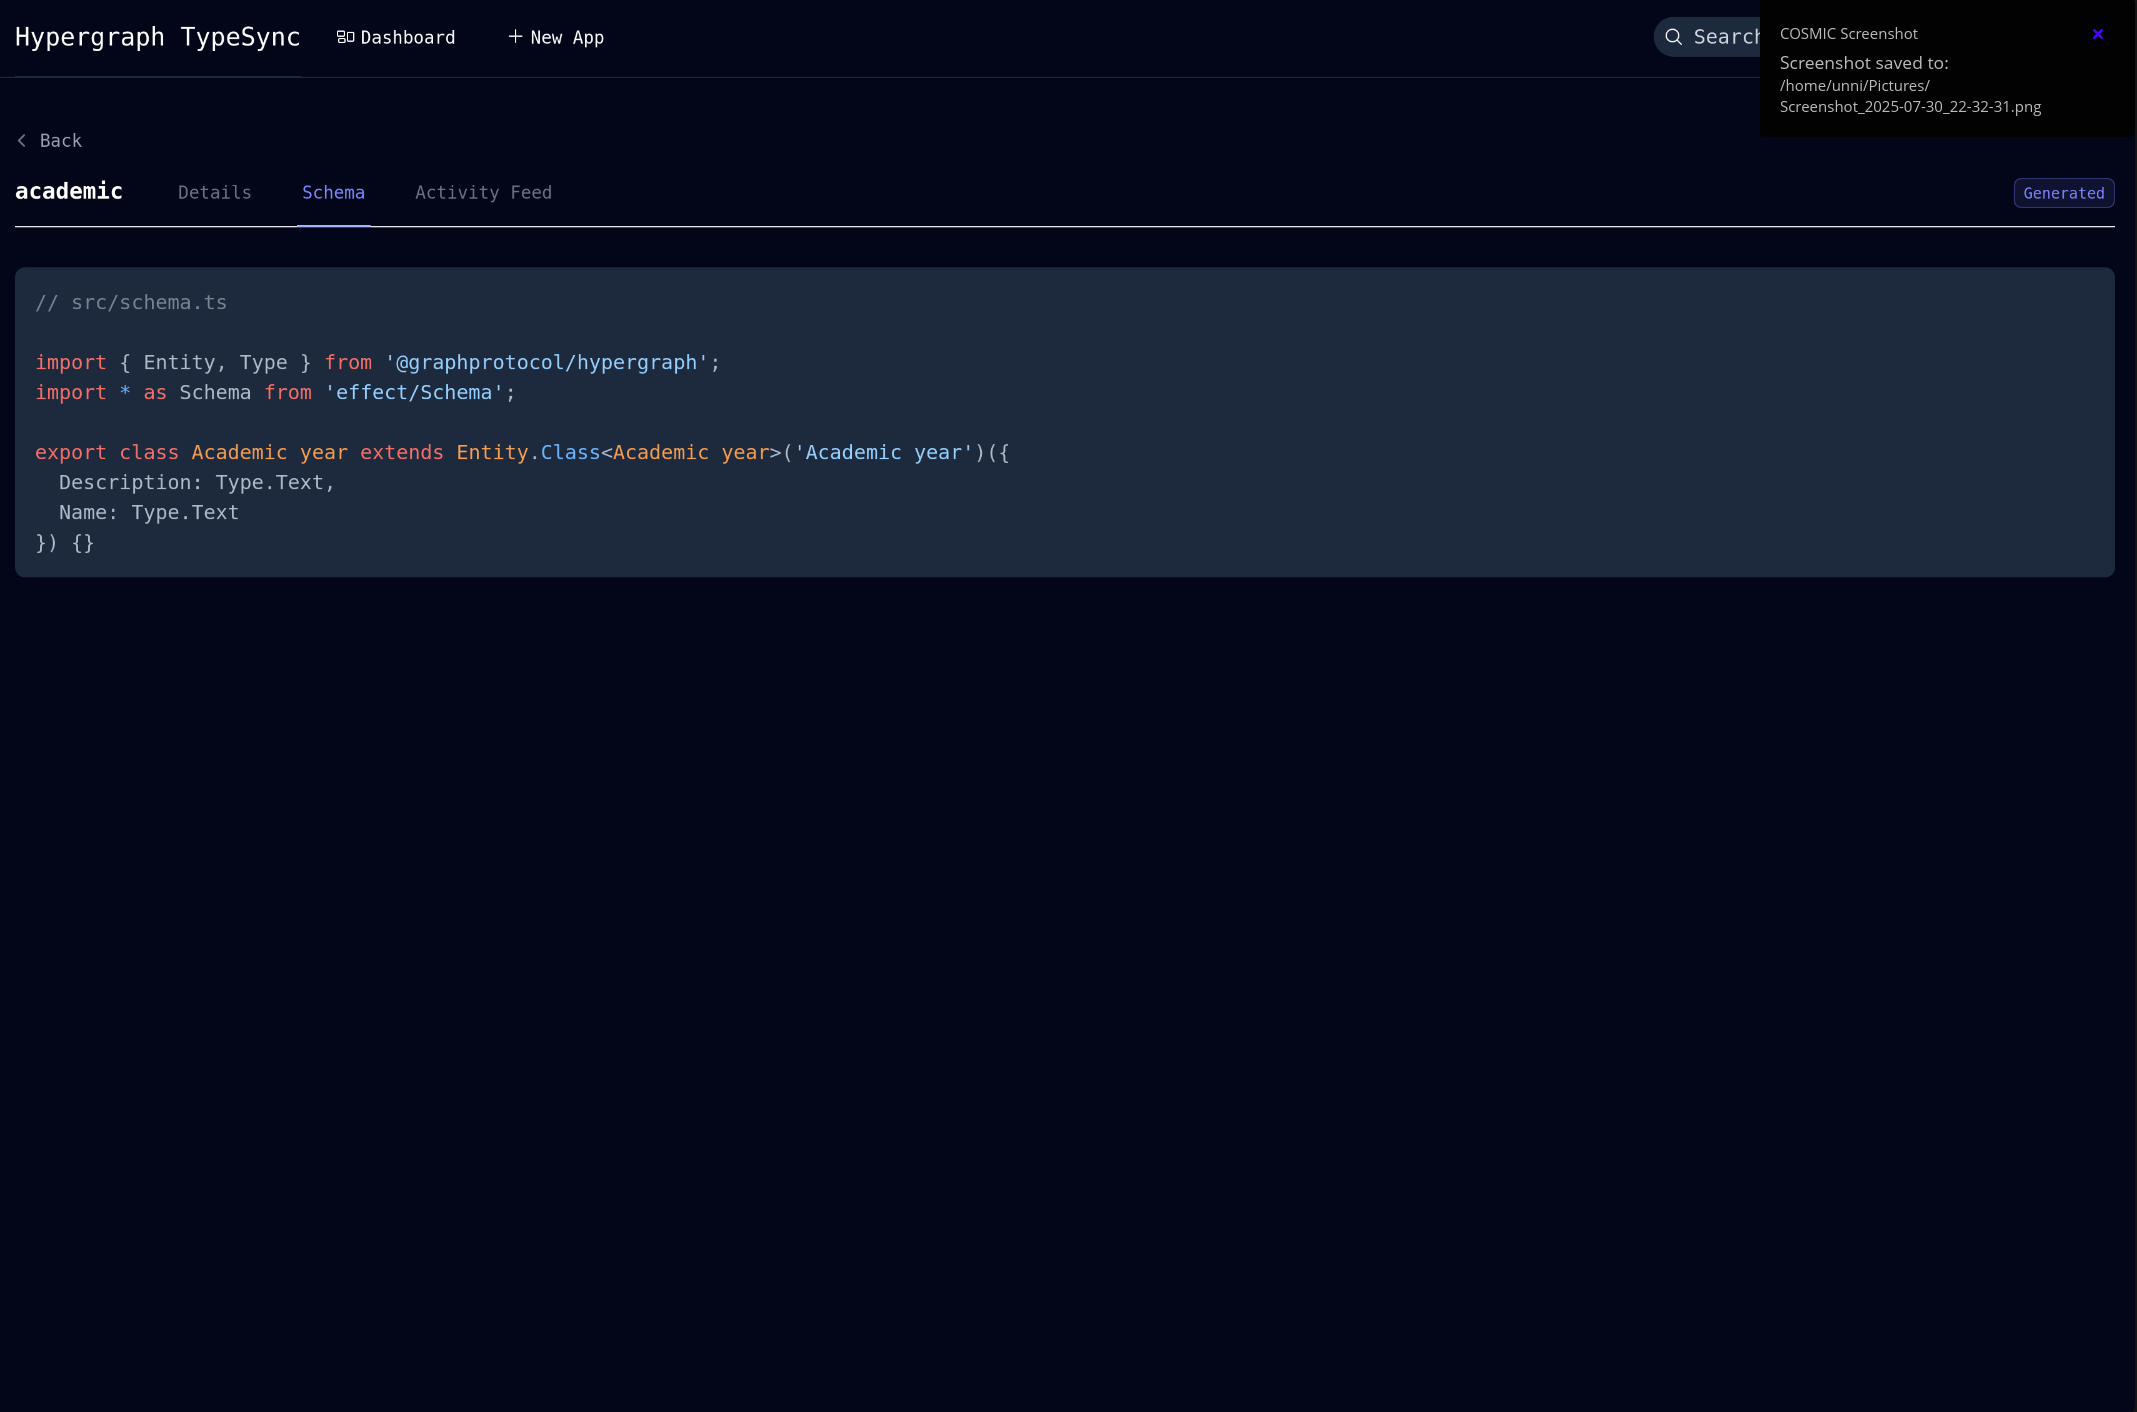 Hypergraph TypeSync
Dashboard
New App
Search
COSMIC Screenshot
Screenshot saved to:
/home/unni/Pictures/
Screenshot_2025-07-30_22-32-31.png
Back
academic
Details
Schema
Activity Feed
Generated
// src/schema.ts
import { Entity, Type } from '@graphprotocol/hypergraph';
import * as Schema from 'effect/Schema';
export class Academic year extends Entity.Class<Academic year>('Academic year')({
  Description: Type.Text,
  Name: Type.Text
}) {}